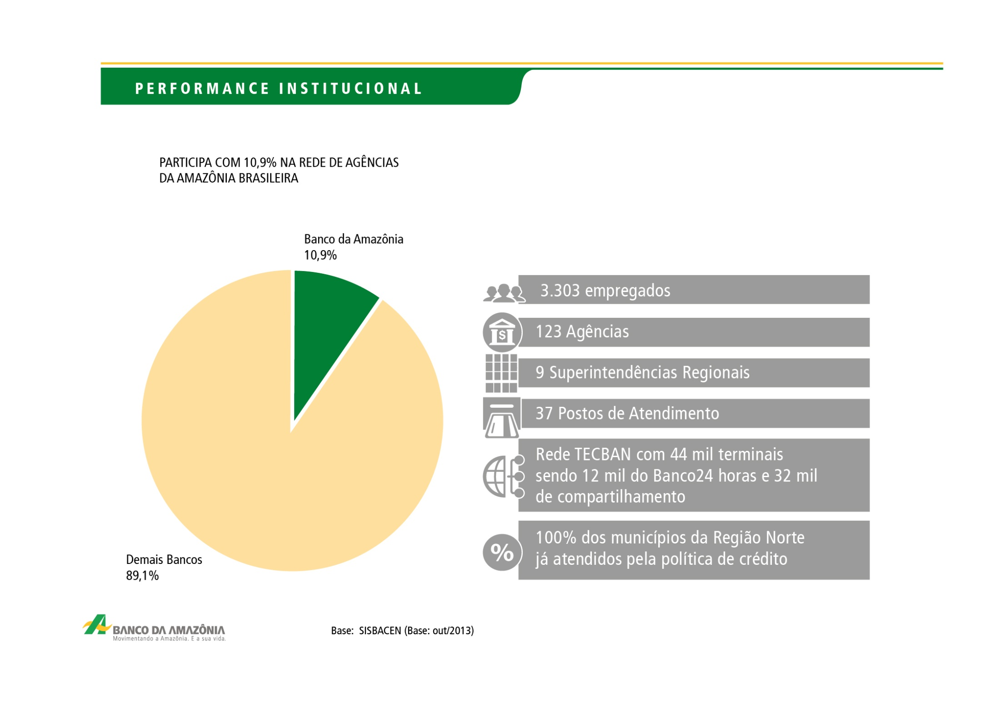 PERFORMANCE INSTITUCIONAL
PARTICIPA COM 10,9% NA REDE DE AGÊNCIAS
DA AMAZÔNIA BRASILEIRA
Banco da Amazônia
10,9%
Demais Bancos
89,1%
3.303 empregados
$
123 Agências
9 Superintendências Regionais
37 Postos de Atendimento
Rede TECBAN com 44 mil terminais
sendo 12 mil do Banco24 horas e 32 mil
de compartilhamento
%
100% dos municípios da Região Norte
já atendidos pela política de crédito
BANCO DA AMAZÔNIA
Movimentando a Amazônia. E a sua vida.
Base: SISBACEN (Base: out/2013)